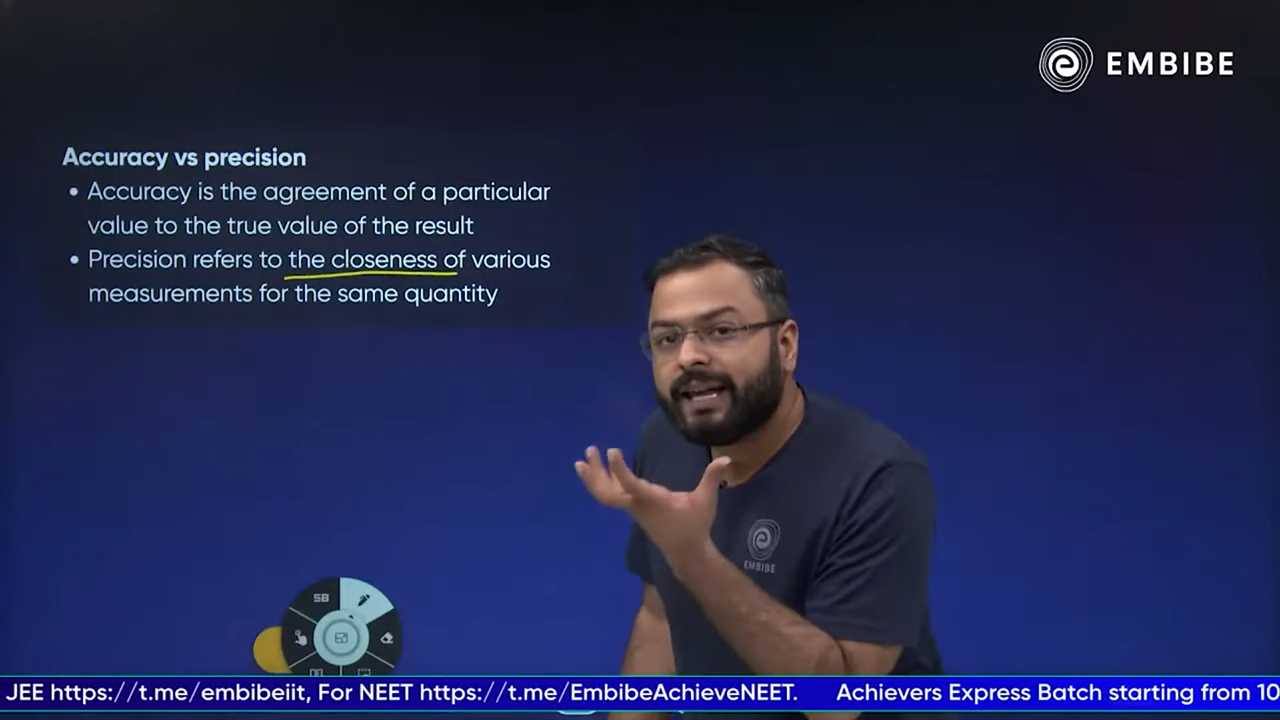 EMBIBE
Accuracy vs precision
• Accuracy is the agreement of a particular
value to the true value of the result
• Precision refers to the closeness of various
measurements for the same quantity
EMBIBE
SB
JEE https://t.me/embibeiit, For NEET https://t.me/EmbibeAchieveNEET. Achievers Express Batch starting from 10